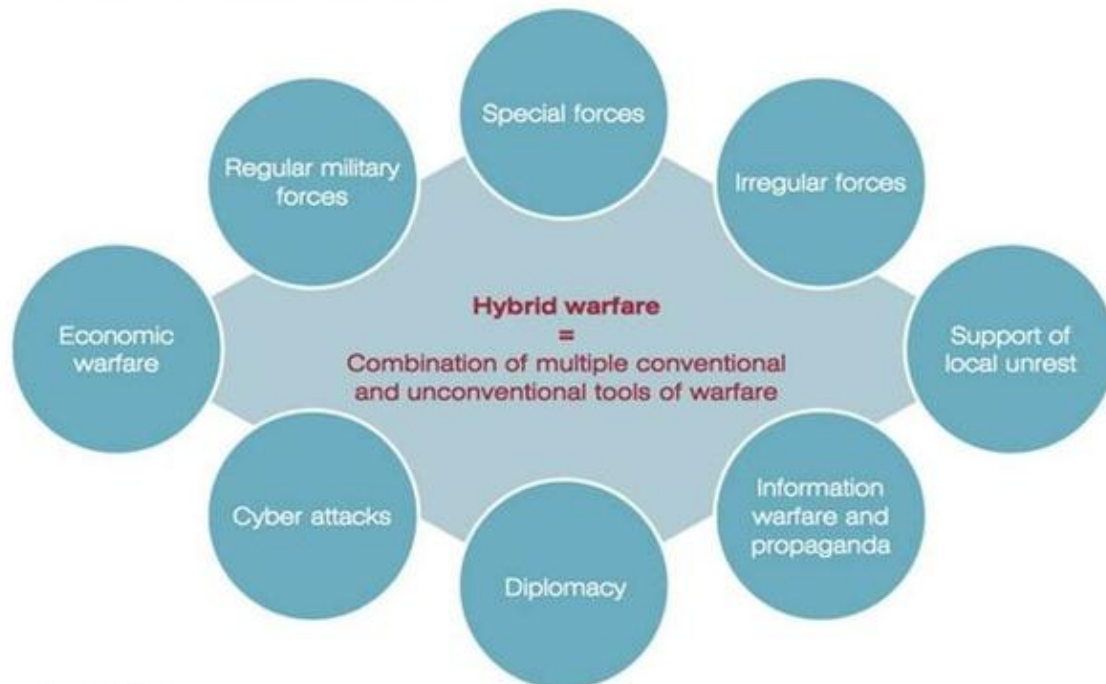 Special forces
Regular military
forces
Irregular forces
Economic
warfare
Hybrid warfare
=
Combination of multiple conventional
and unconventional tools of warfare
Support of
local unrest
Cyber attacks
Information
warfare and
propaganda
Diplomacy